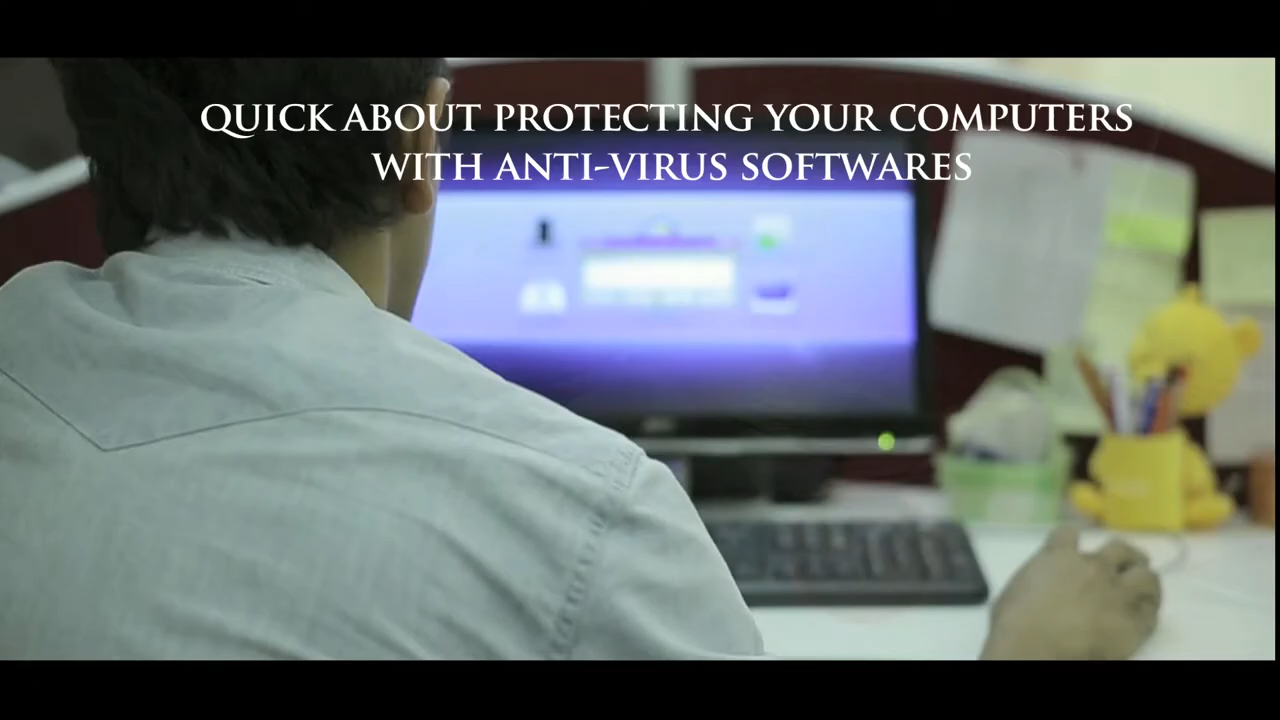 QUICK ABOUT PROTECTING YOUR COMPUTERS
WITH ANTI-VIRUS SOFTWARES